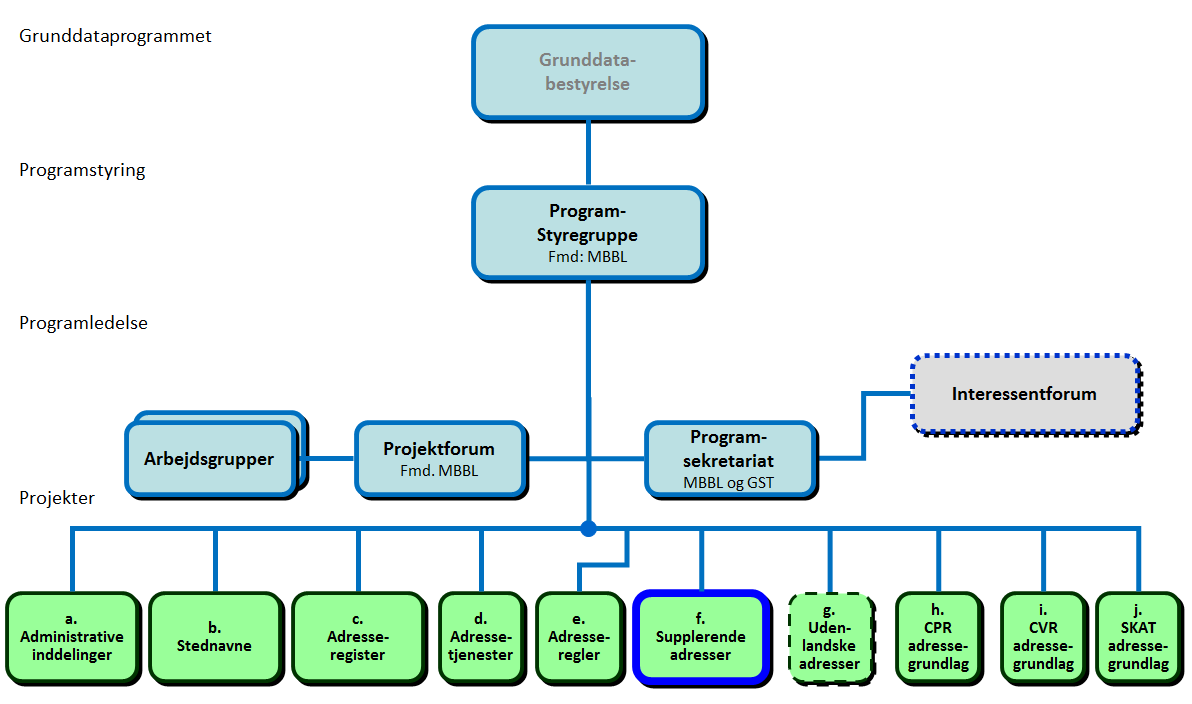 Grunddataprogrammet
Grunddata-
bestyrelse
Programstyring
Program-
Styregruppe
Fmd: MBBL
Programledelse
Interessentforum
Arbejdsgrupper
Projektforum
Fmd. MBBL
Program-
sekretariat
MBBL og GST
Projekter
a.
Administrative
inddelinger
b.
Stednavne
c.
Adresse-
register
d.
Adresse-
tjenester
e.
Adresse-
regler
f.
Supplerende
adresser
g.
Uden-
landske
adresser
h.
CPR
adresse-
grundlag
i.
CVR
adresse-
grundlag
j.
SKAT
adresse-
grundlag